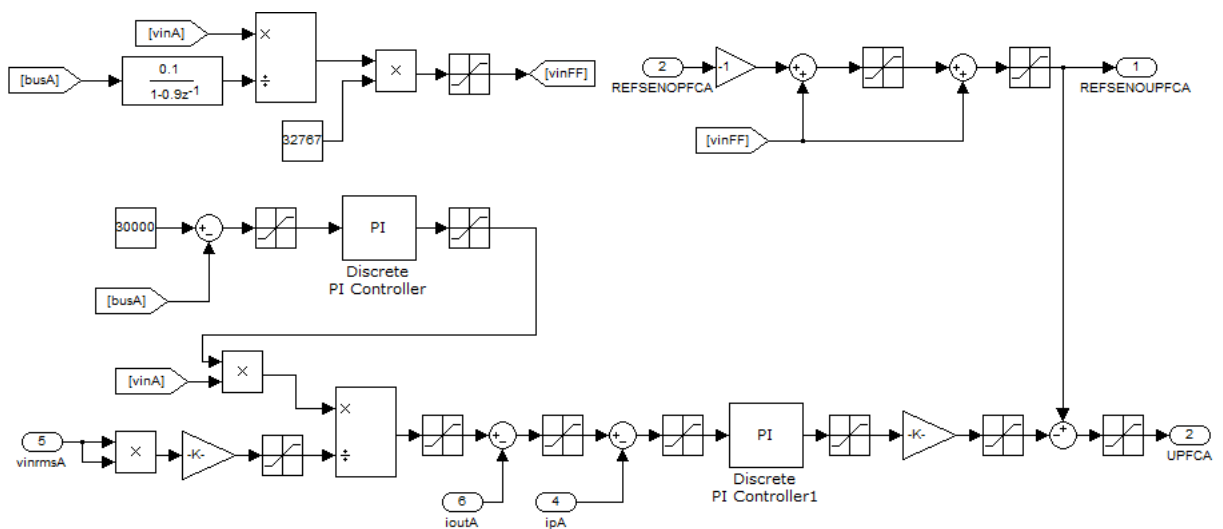 [vinA]
×
÷
[busA]
0.1
1-0.9z-1
×
32767
[vinFF]
2
REFSENOPFCA
-1
+
+
+
+
1
REFSENOUPFCA
[vinFF]
30000
+
-
PI
Discrete
PI Controller
[busA]
×
[vinA]
5
vinrmsA
×
-K-
×
÷
+
-
6
ioutA
+
-
4
ipA
PI
Discrete
PI Controller1
-K-
-
+
2
UPFCA